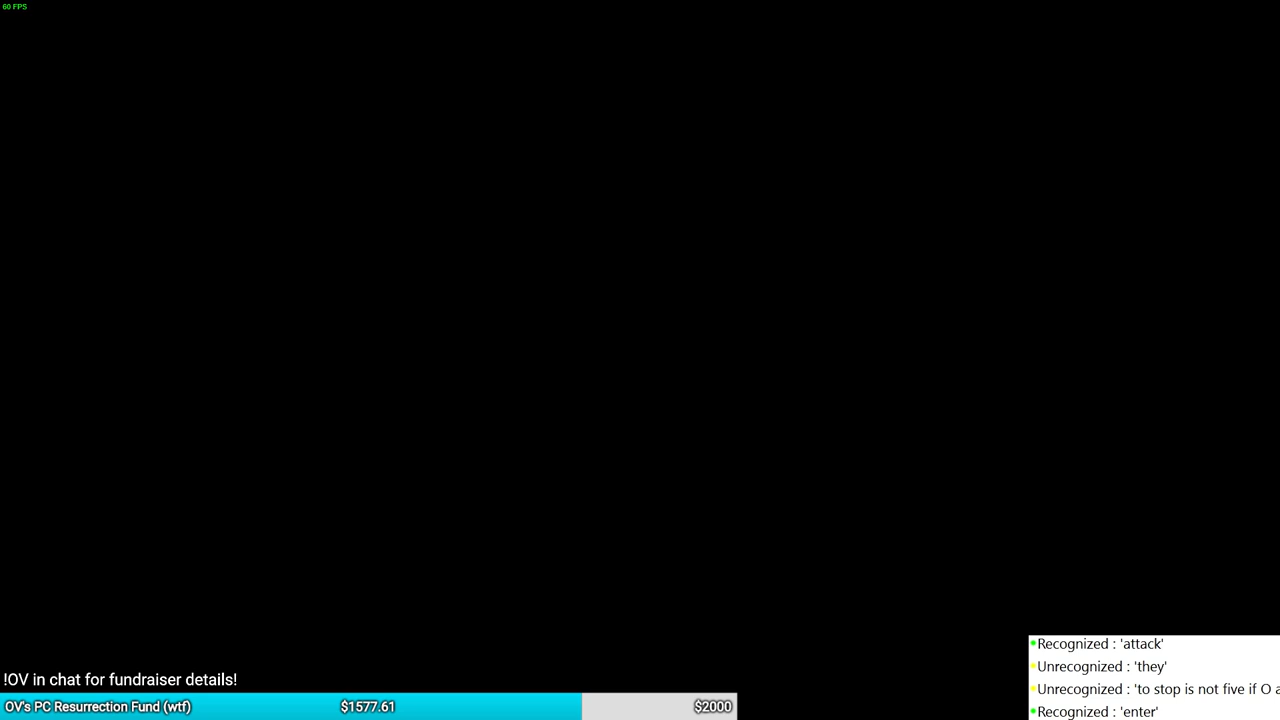 60 FPS
!OV in chat for fundraiser details!
OV's PC Resurrection Fund (wtf) $1577.61 $2000
Recognized : 'attack'
Unrecognized : 'they'
Unrecognized : 'to stop is not five if O a
Recognized : 'enter'